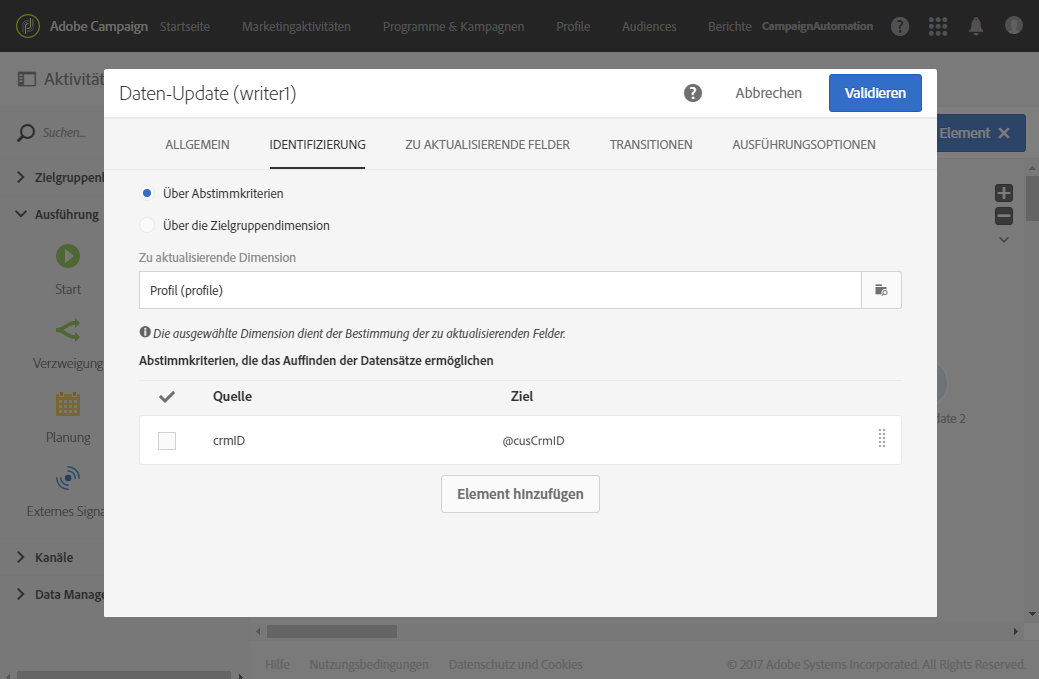 Adobe Campaign Startseite Marketingaktivitäten Programme & Kampagnen Profile Audiences Berichte CampaignAutomation
Aktivität
Daten-Update (writer1) Abbrechen Validieren
Suchen... Element
ALLGEMEIN IDENTIFIZIERUNG ZU AKTUALISIERENDE FELDER TRANSITIONEN AUSFÜHRUNGSOPTIONEN
Zielgruppen
Über Abstimmkriterien
Ausführung
Über die Zielgruppendimension
Zu aktualisierende Dimension
Start
Profil (profile)
Die ausgewählte Dimension dient der Bestimmung der zu aktualisierenden Felder.
Verzweigung
Abstimmkriterien, die das Auffinden der Datensätze ermöglichen
Quelle Ziel
date 2
Planung
crmID @cusCrmID
Element hinzufügen
Externes Signa
Kanäle
Data Manage
Hilfe Nutzungsbedingungen Datenschutz und Cookies © 2017 Adobe Systems Incorporated. All Rights Reserved.